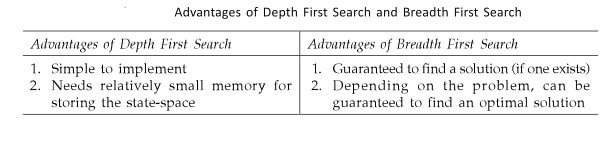 Advantages of Depth First Search and Breadth First Search
Advantages of Depth First Search
1. Simple to implement
2. Needs relatively small memory for
storing the state-space
Advantages of Breadth First Search
1. Guaranteed to find a solution (if one exists)
2. Depending on the problem, can be
guaranteed to find an optimal solution